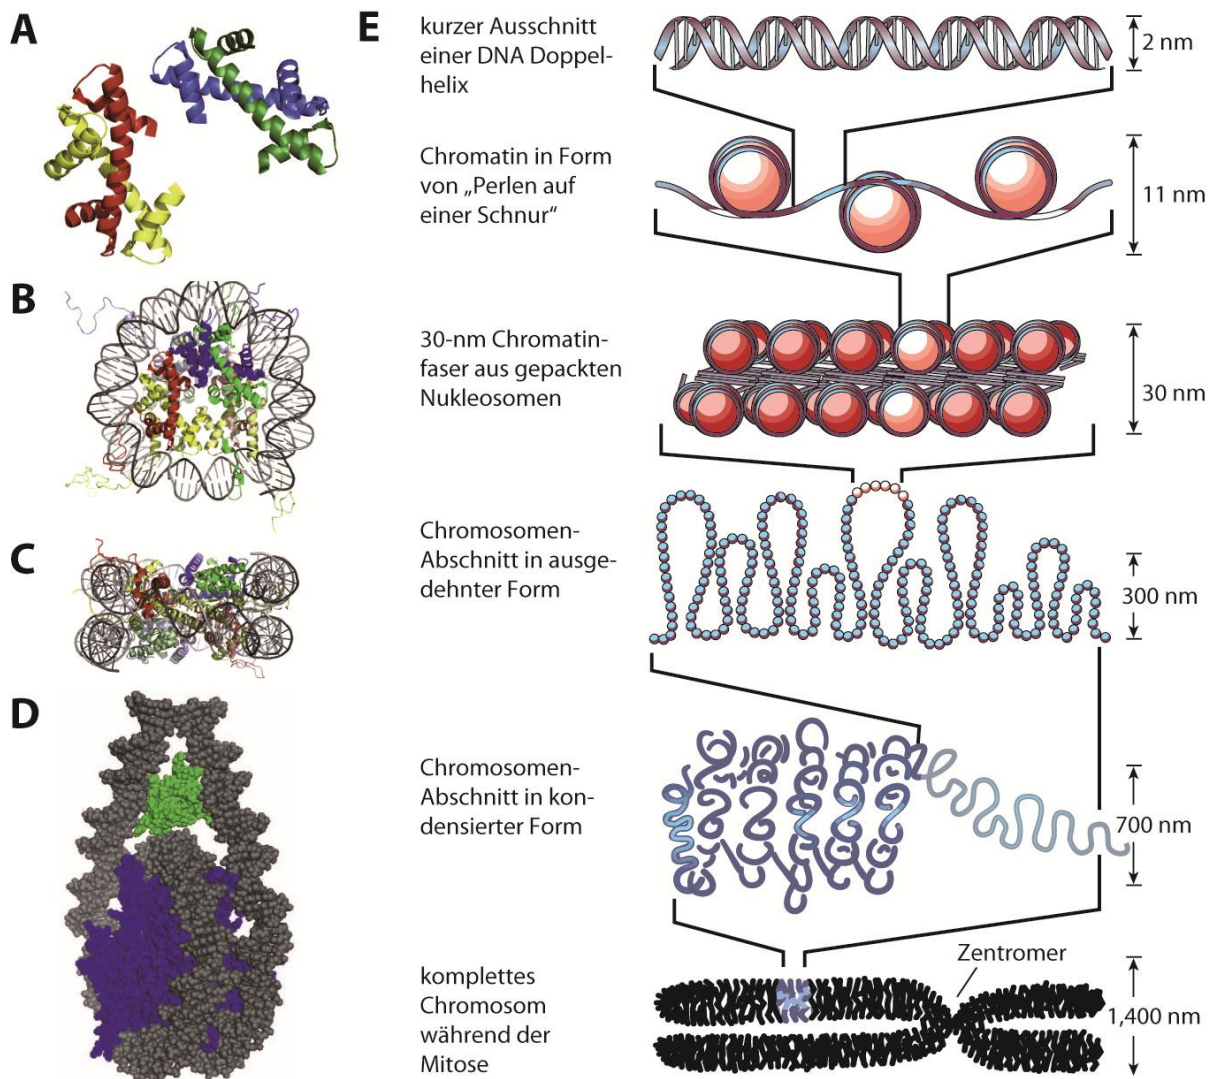 A
B
C
D
E
kurzer Ausschnitt
einer DNA Doppel-
helix
2 nm
Chromatin in Form
von „Perlen auf
einer Schnur“
11 nm
30-nm Chromatin-
faser aus gepackten
Nukleosomen
30 nm
Chromosomen-
Abschnitt in ausge-
dehnter Form
300 nm
Chromosomen-
Abschnitt in kon-
densierter Form
700 nm
Zentromer
komplettes
Chromosom
während der
Mitose
1,400 nm